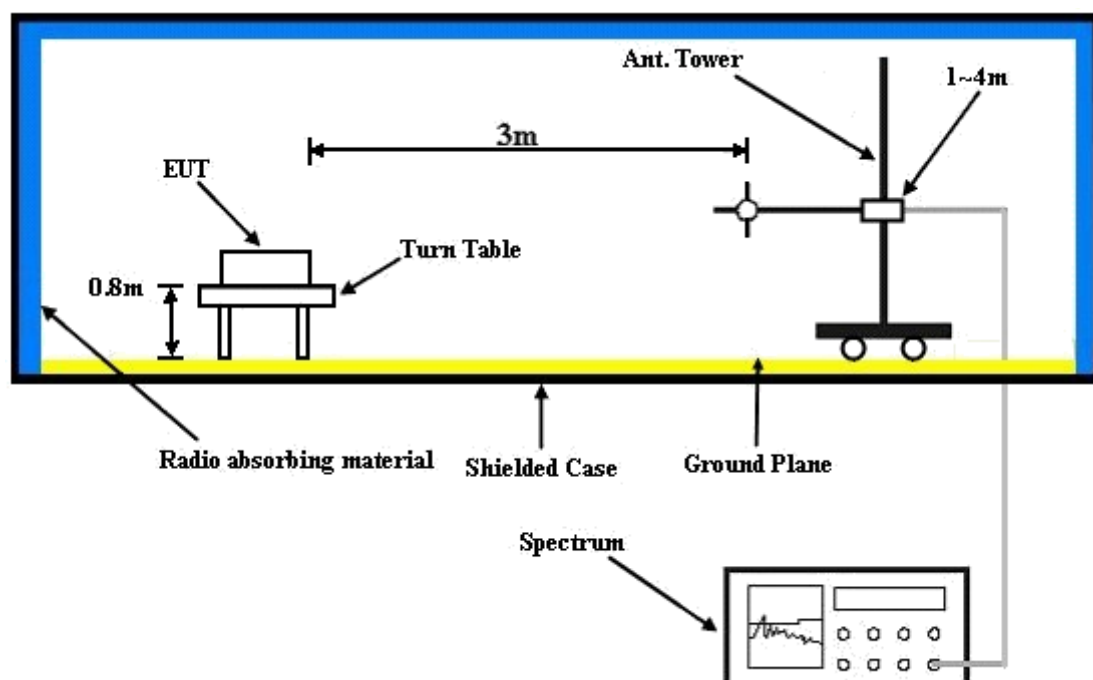 Ant. Tower
1~4m
3m
EUT
Turn Table
0.8m
Radio absorbing material
Shielded Case
Ground Plane
Spectrum